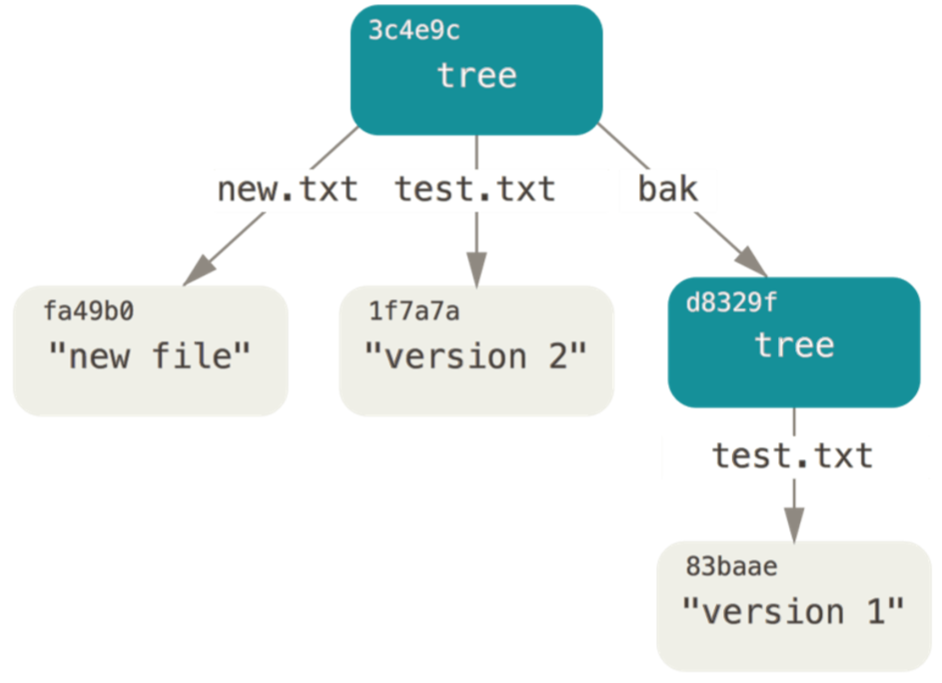 3c4e9c
tree
new.txt
test.txt
bak
fa49b0
"new file"
1f7a7a
"version 2"
d8329f
tree
test.txt
83baae
"version 1"